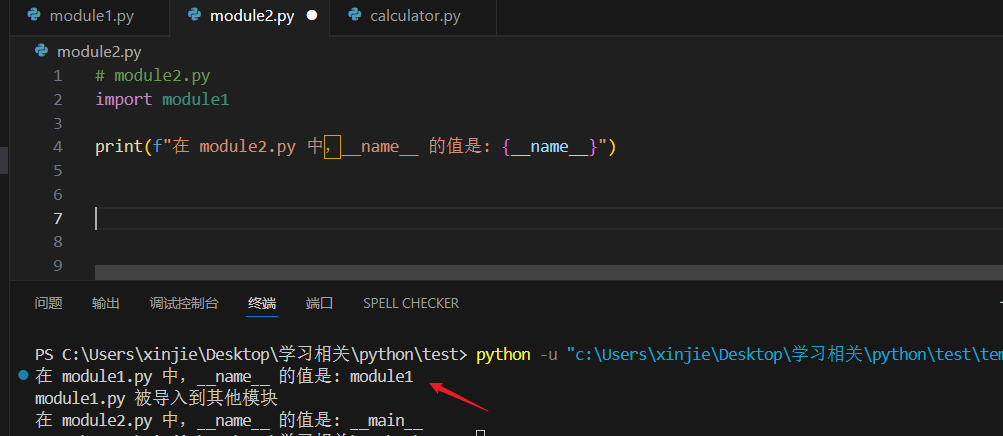 module1.py
module2.py
calculator.py
module2.py
1 # module2.py
2 import module1
3
4 print(f"在 module2.py 中，__name__ 的值是: {__name__}")
5
6
7
8
9
问题 输出 调试控制台 终端 端口 SPELL CHECKER
PS C:\Users\xinjie\Desktop\学习相关\python\test> python -u "c:\Users\xinjie\Desktop\学习相关\python\test\tem
在 module1.py 中，__name__ 的值是: module1
module1.py 被导入到其他模块
在 module2.py 中，__name__ 的值是: __main__